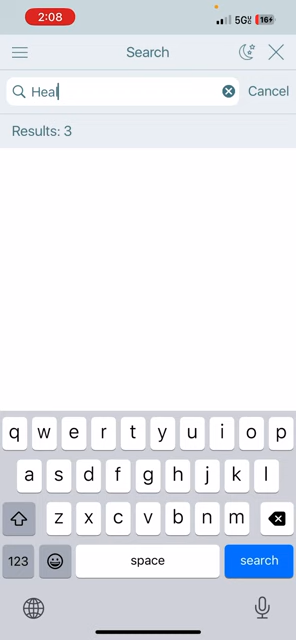 2:08
5G
16
Search
Heal
Cancel
Results: 3
q w e r t y u i o p
a s d f g h j k l
z x c v b n m
123
space
search